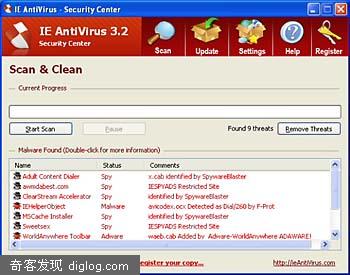 IE AntiVirus - Security Center
IE AntiVirus 3.2
Security Center
Scan
Update
Settings
Help
Register
Scan & Clean
Current Progress
Start Scan
Pause
Found 9 threats
Remove Threats
Malware Found (Double-click for more information)
Name Status Comments
Adult Content Dialer Spy x.cab identified by SpywareBlaster
awmdabest.com Spy IESPYADS Restricted Site
ClearStream Accelerator Spy identified by SpywareBlaster
IEHelperObject Malware avicodex.ocx Detected as Dial/260 by F-Prot
MSCache Installer Spy identified by SpywareBlaster
Sweetsex Spy IESPYADS Restricted Site
WorldAnywhere Toolbar Adware waeb.cab Added by Adware-WorldAnywhere ADAWARE!
register your copy...
http://ieAntiVirus.com
奇客发现 diglog.com